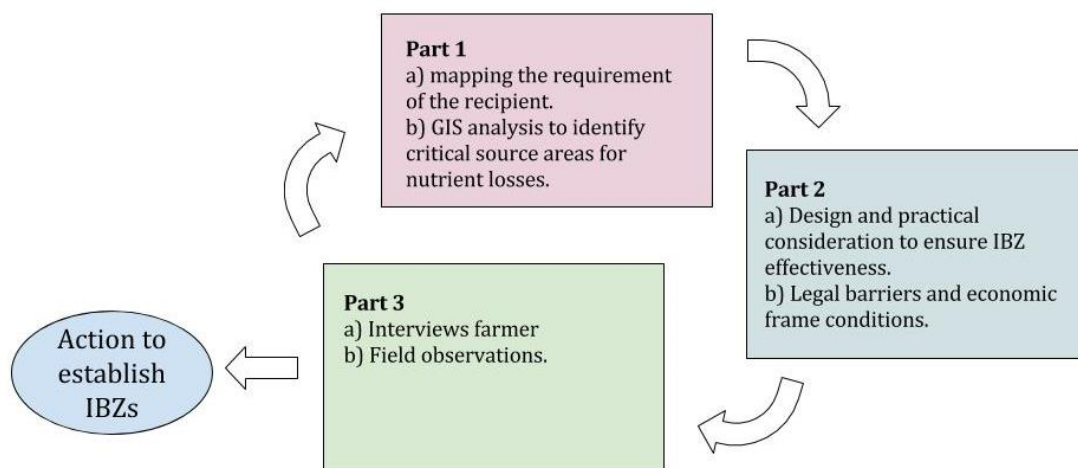 Part 1
a) mapping the requirement
of the recipient.
b) GIS analysis to identify
critical source areas for
nutrient losses.
Part 2
a) Design and practical
consideration to ensure IBZ
effectiveness.
b) Legal barriers and economic
frame conditions.
Part 3
a) Interviews farmer
b) Field observations.
Action to
establish
IBZs